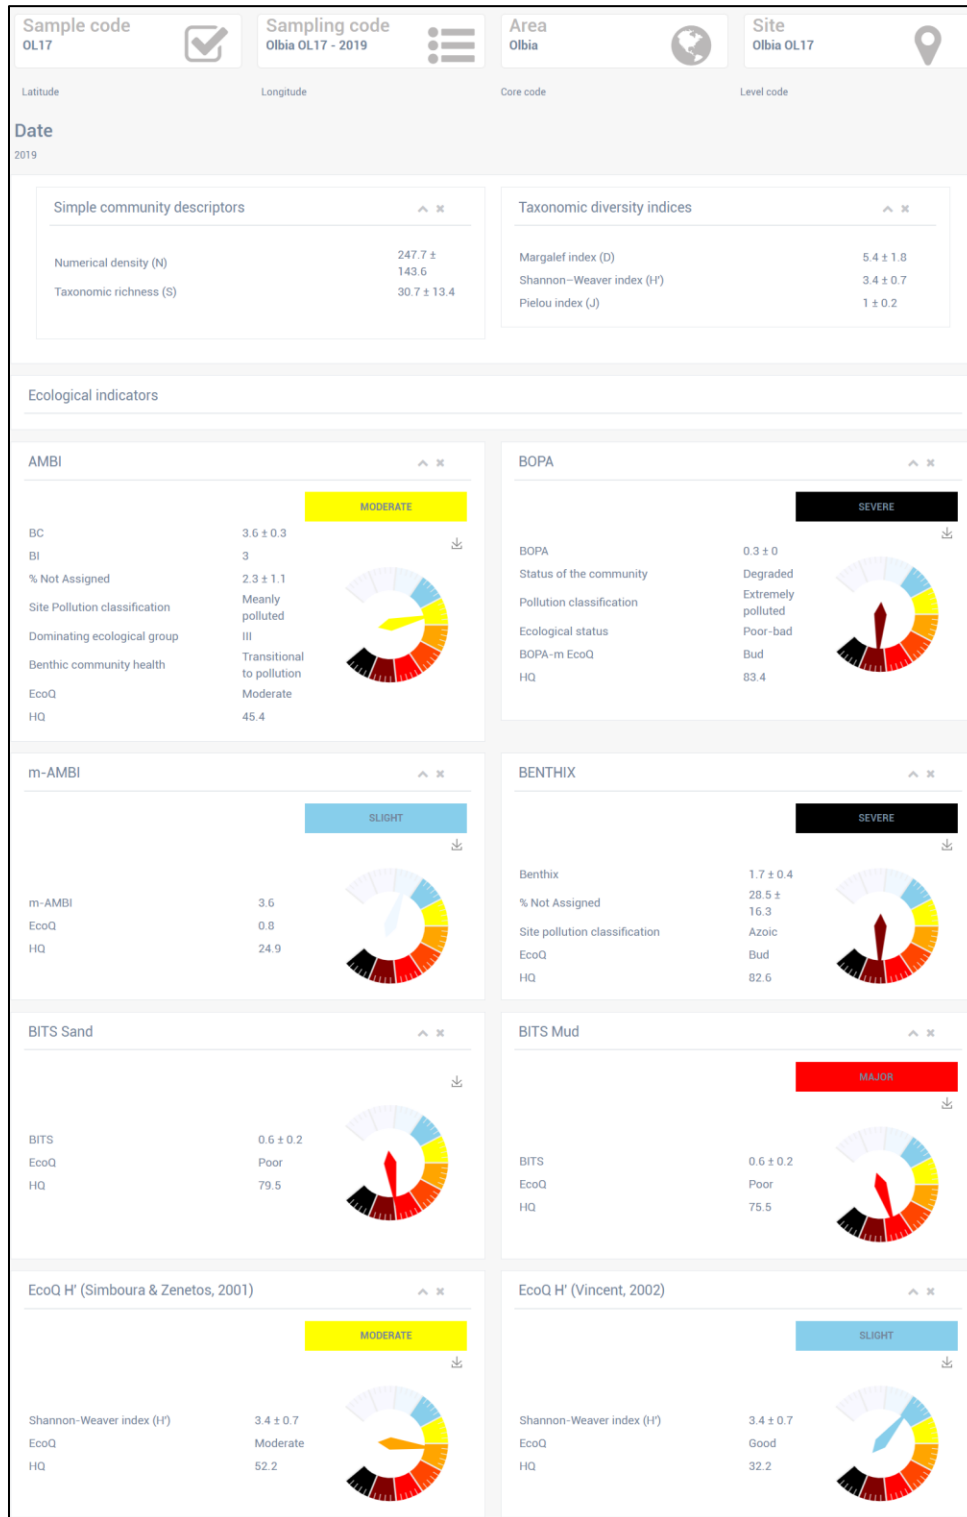 Sample code
OL17
Sampling code
Olbia OL17 - 2019
Area
Olbia
Site
Olbia OL17
Latitude
Longitude
Core code
Level code
Date
2019
Simple community descriptors
Numerical density (N) 247.7 ± 143.6
Taxonomic richness (S) 30.7 ± 13.4
Taxonomic diversity indices
Margalef index (D) 5.4 ± 1.8
Shannon–Weaver index (H') 3.4 ± 0.7
Pielou index (J) 1 ± 0.2
Ecological indicators
AMBI
MODERATE
BC 3.6 ± 0.3
BI 3
% Not Assigned 2.3 ± 1.1
Site Pollution classification Meanly polluted
Dominating ecological group III
Benthic community health Transitional to pollution
EcoQ Moderate
HQ 45.4
BOPA
SEVERE
BOPA 0.3 ± 0
Status of the community Degraded
Pollution classification Extremely polluted
Ecological status Poor-bad
BOPA-m EcoQ Bud
HQ 83.4
m-AMBI
SLIGHT
m-AMBI 3.6
EcoQ 0.8
HQ 24.9
BENTHIX
SEVERE
Benthix 1.7 ± 0.4
% Not Assigned 28.5 ± 16.3
Site pollution classification Azoic
EcoQ Bud
HQ 82.6
BITS Sand
BITS 0.6 ± 0.2
EcoQ Poor
HQ 79.5
BITS Mud
MAJOR
BITS 0.6 ± 0.2
EcoQ Poor
HQ 75.5
EcoQ H' (Simboura & Zenetos, 2001)
MODERATE
Shannon-Weaver index (H') 3.4 ± 0.7
EcoQ Moderate
HQ 52.2
EcoQ H' (Vincent, 2002)
SLIGHT
Shannon-Weaver index (H') 3.4 ± 0.7
EcoQ Good
HQ 32.2